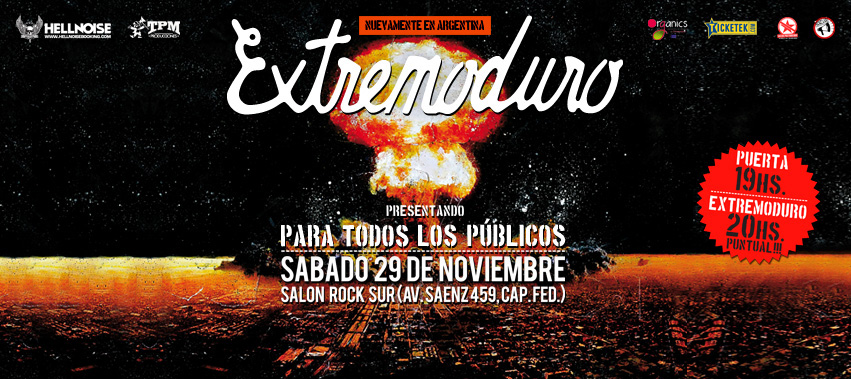 HELLNOISE
WWW.HELLNOISEBOOKING.COM
TPM
PRODUCCIONES
NUEVAMENTE EN ARGENTINA
Organics
TICKETEK
Extremoduro
PRESENTANDO
PARA TODOS LOS PÚBLICOS
SABADO 29 DE NOVIEMBRE
SALON ROCK SUR (AV. SAENZ 459, CAP. FED.)
PUERTA
19HS.
EXTREMODURO
20HS.
PUNTUAL!!!